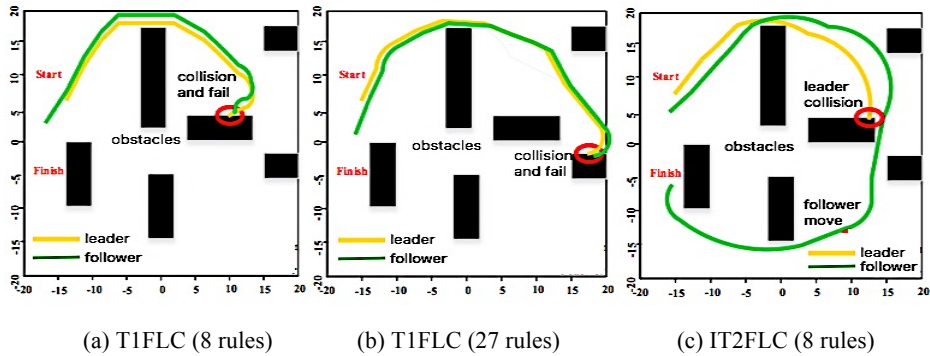 20
15
10
5
0
-5
-10
-15
-20
Start
Finish
collision
and fail
obstacles
leader
follower
-20 -15 -10 -5 0 5 10 15 20
(a) T1FLC (8 rules)
20
15
10
5
0
-5
-10
-15
-20
Start
Finish
obstacles
collision
and fail
leader
follower
-20 -15 -10 -5 0 5 10 15 20
(b) T1FLC (27 rules)
20
15
10
5
0
-5
-10
-15
-20
Start
Finish
leader
collision
obstacles
follower
move
leader
follower
-20 -15 -10 -5 0 5 10 15 20
(c) IT2FLC (8 rules)